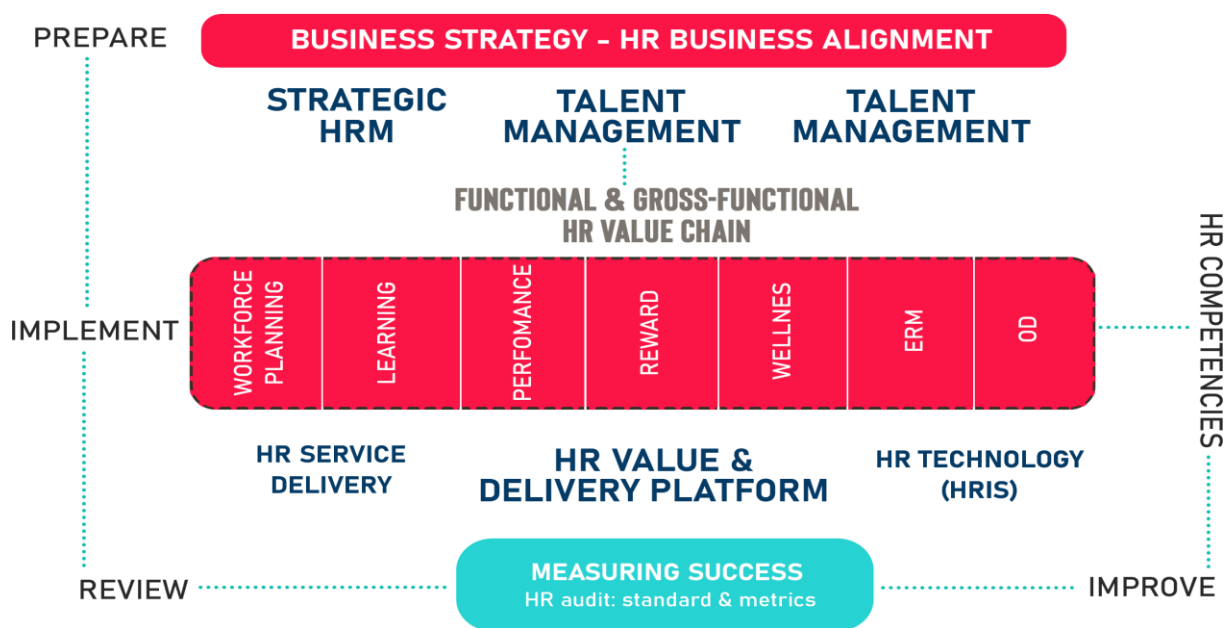 PREPARE
BUSINESS STRATEGY – HR BUSINESS ALIGNMENT
STRATEGIC
HRM
TALENT
MANAGEMENT
TALENT
MANAGEMENT
FUNCTIONAL & GROSS-FUNCTIONAL
HR VALUE CHAIN
IMPLEMENT
WORKFORCE
PLANNING
LEARNING
PERFOMANCE
REWARD
WELLNES
ERM
OD
HR COMPETENCIES
HR SERVICE
DELIVERY
HR VALUE &
DELIVERY PLATFORM
HR TECHNOLOGY
(HRIS)
REVIEW
MEASURING SUCCESS
HR audit: standard & metrics
IMPROVE